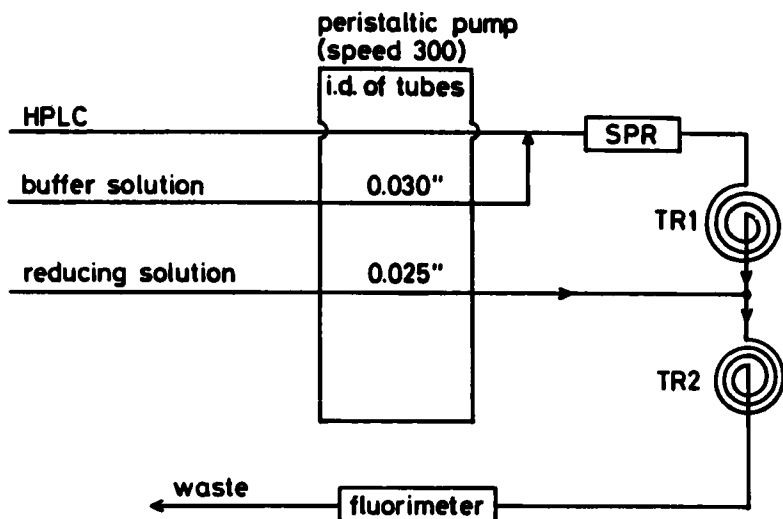 peristaltic pump
(speed 300)
i.d. of tubes
HPLC
SPR
buffer solution
0.030"
TR1
reducing solution
0.025"
TR2
waste
fluorimeter